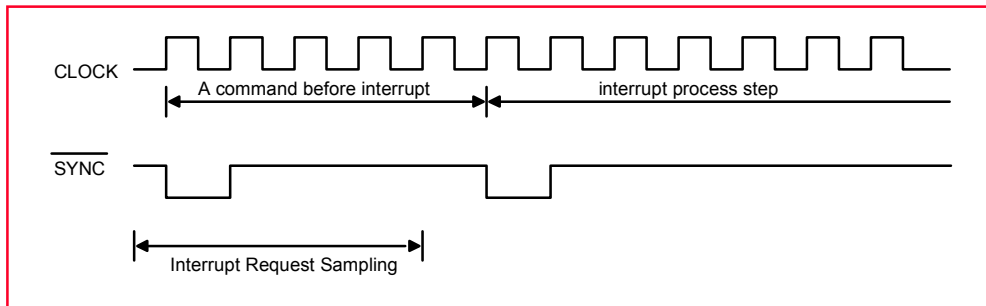 CLOCK
A command before interrupt
interrupt process step
SYNC
Interrupt Request Sampling